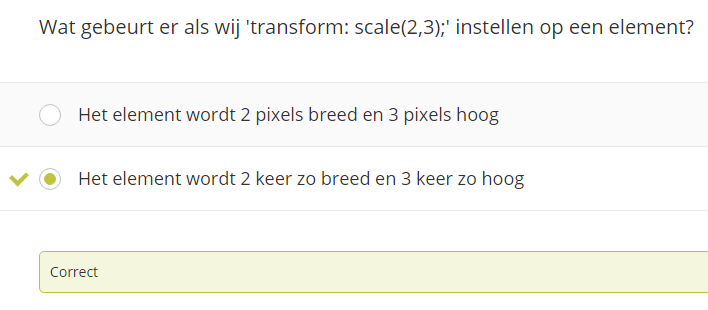 Wat gebeurt er als wij 'transform: scale(2,3);' instellen op een element?
Het element wordt 2 pixels breed en 3 pixels hoog
Het element wordt 2 keer zo breed en 3 keer zo hoog
Correct